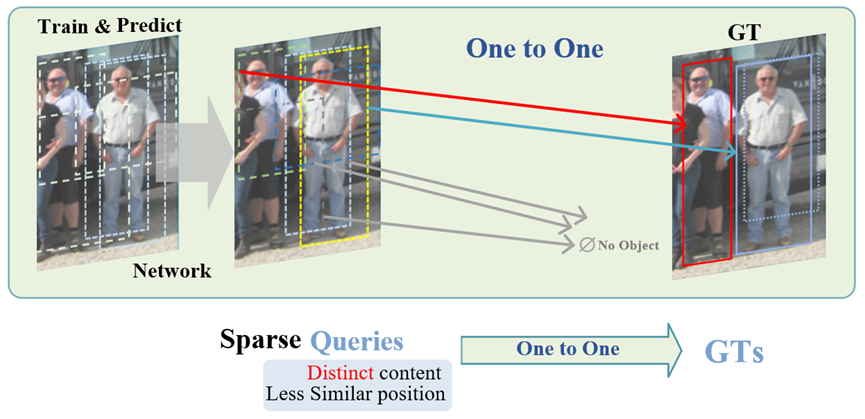 Train & Predict
One to One
GT
∅ No Object
Network
Sparse Queries
One to One
GTs
Distinct content
Less Similar position